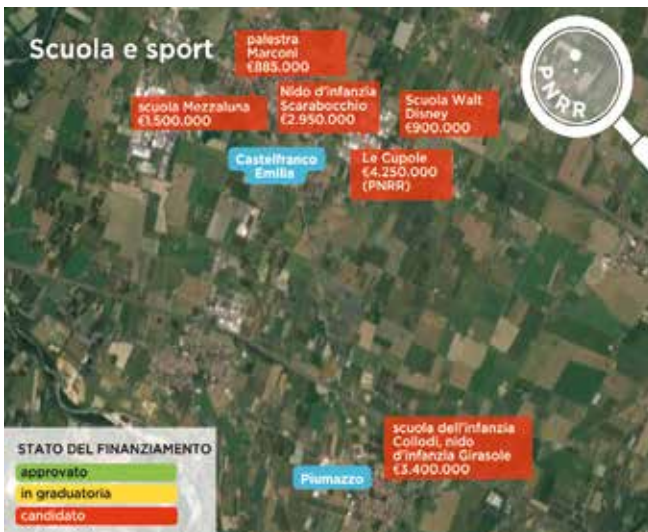 Scuola e sport
palestra
Marconi
€885.000
PNRR
scuola Mezzaluna
€1.500.000
Nido d'infanzia
Scarabocchio
€2.950.000
Scuola Walt
Disney
€900.000
Castelfranco
Emilia
Le Cupole
€4.250.000
(PNRR)
scuola dell'infanzia
Collodi, nido
d'infanzia Girasole
€3.400.000
Piumazzo
STATO DEL FINANZIAMENTO
approvato
in graduatoria
candidato